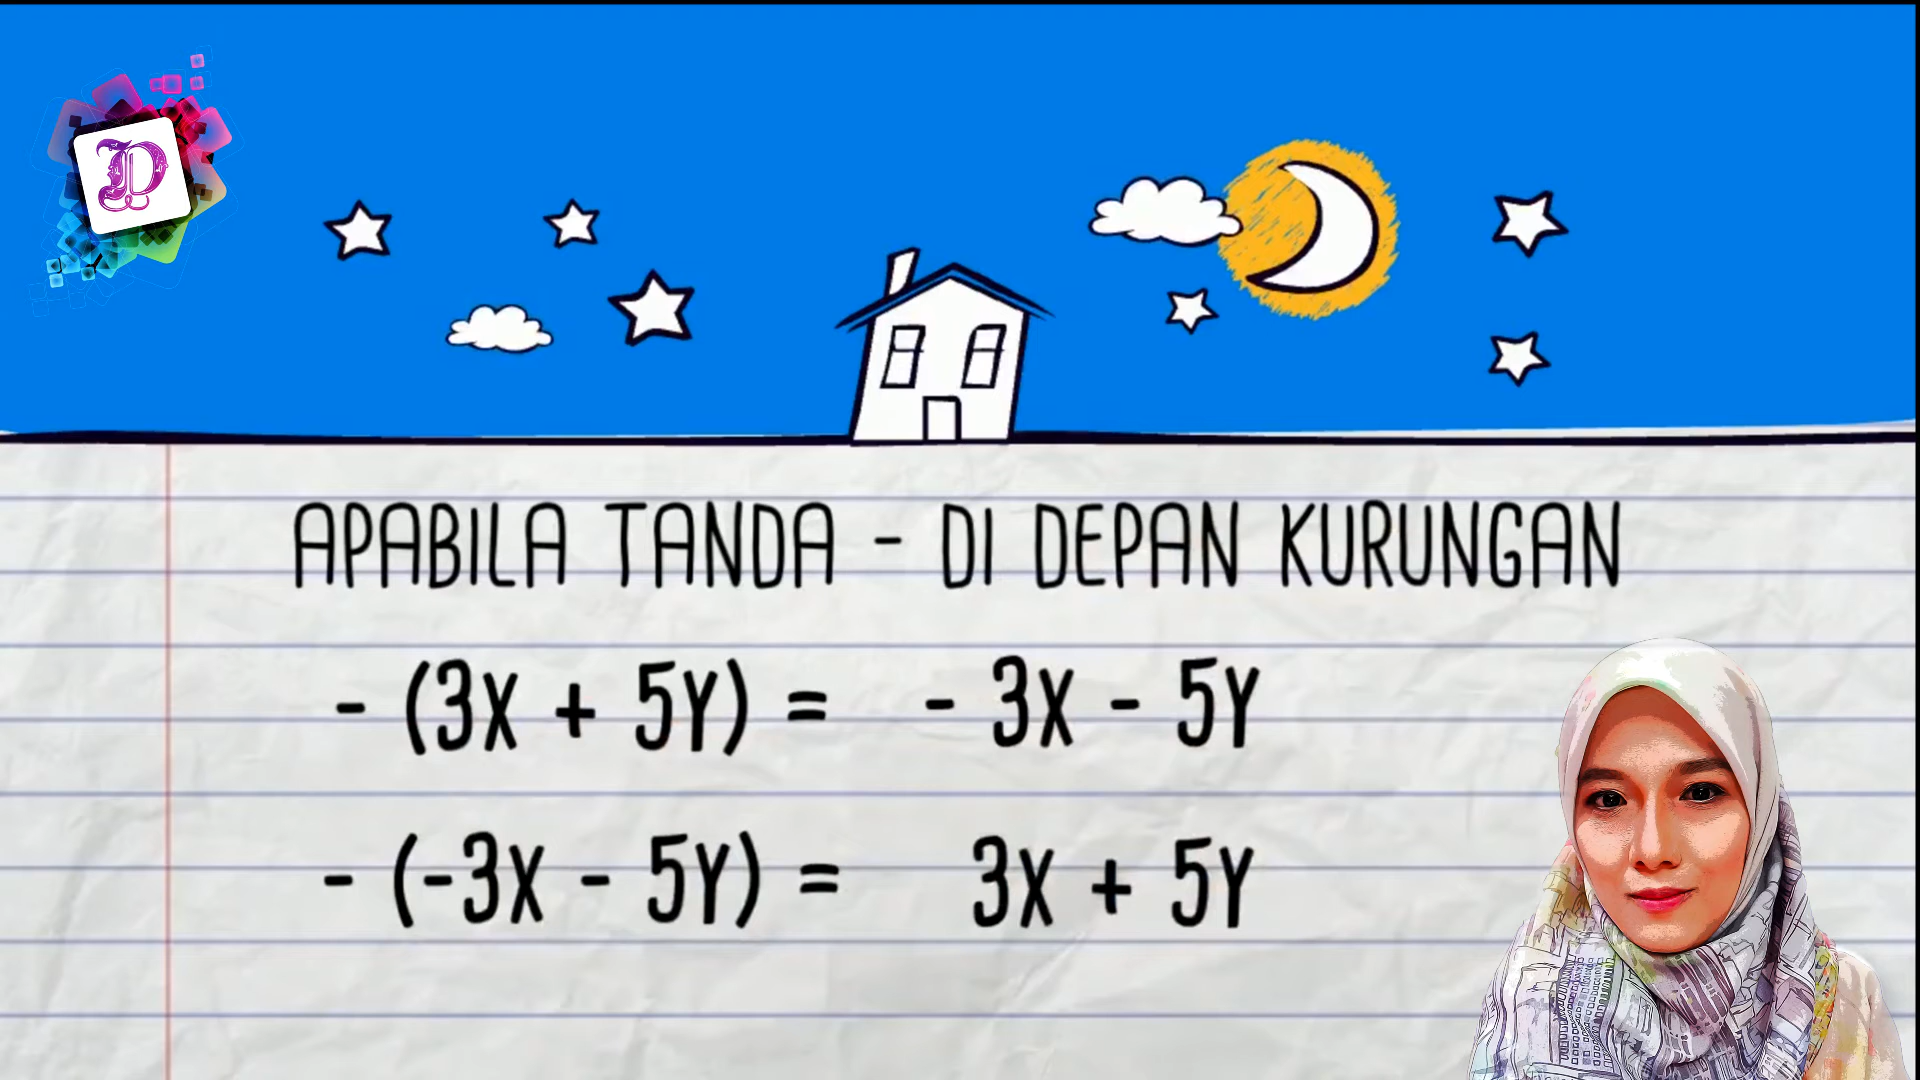 APABILA TANDA - DI DEPAN KURUNGAN
- (3X + 5Y) = - 3X - 5Y
- (-3X - 5Y) = 3X + 5Y